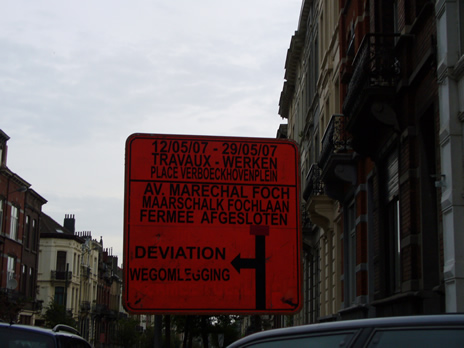 12/05/07 - 29/05/07
TRAVAUX - WERKEN
PLACE VERBOECKHOVENPLEIN
AV. MARECHAL FOCH
MAARSCHALK FOCHLAAN
FERMEE AFGESLOTEN
DEVIATION
WEGOMLEGGING